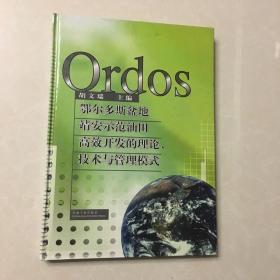 Ordos
胡文瑞 主编
鄂尔多斯盆地
靖安示范油田
高效开发的理论、
技术与管理模式